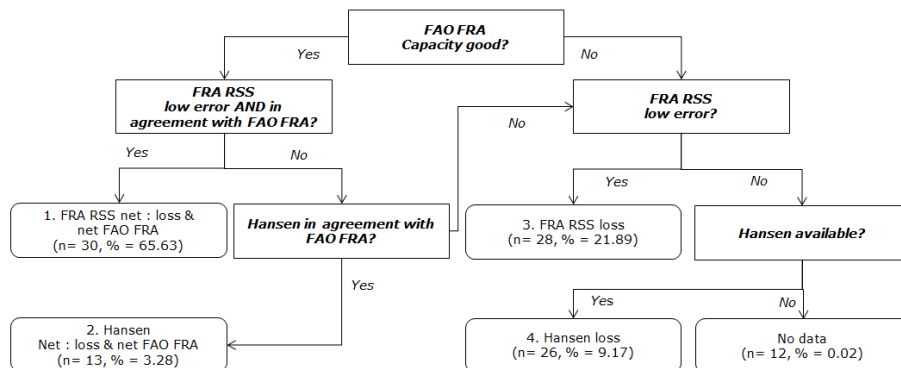 FAO FRA
Capacity good?
Yes
No
FRA RSS
low error AND in
agreement with FAO FRA?
FRA RSS
low error?
No
Yes
No
Yes
No
1. FRA RSS net : loss &
net FAO FRA
(n= 30, % = 65.63)
Hansen in  agreement with
FAO FRA?
3. FRA RSS loss
(n= 28, % = 21.89)
Hansen available?
Yes
Yes
No
2. Hansen
Net : loss & net FAO FRA
(n= 13, % = 3.28)
4. Hansen loss
(n= 26, % = 9.17)
No data
(n= 12, % = 0.02)